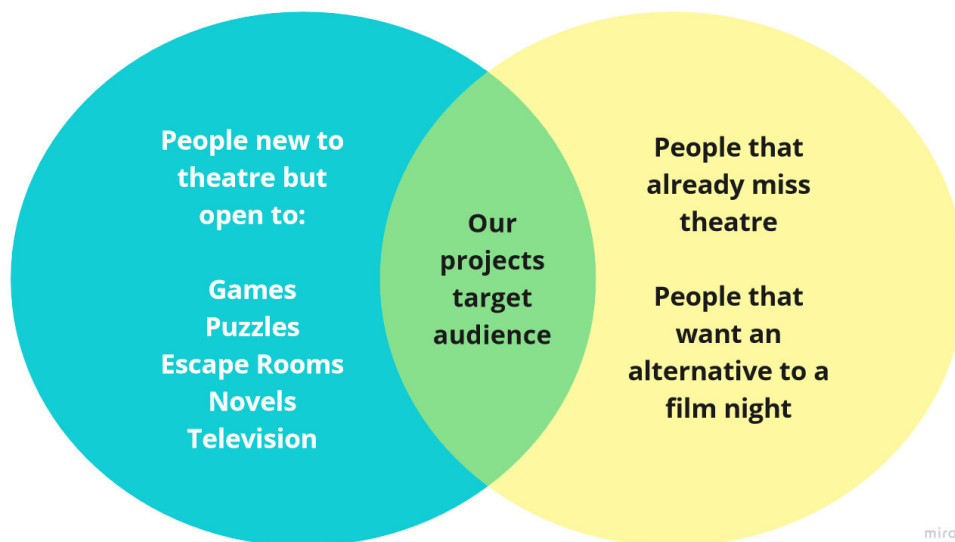 People new to
theatre but
open to:
Games
Puzzles
Escape Rooms
Novels
Television
Our
projects
target
audience
People that
already miss
theatre
People that
want an
alternative to a
film night
miro